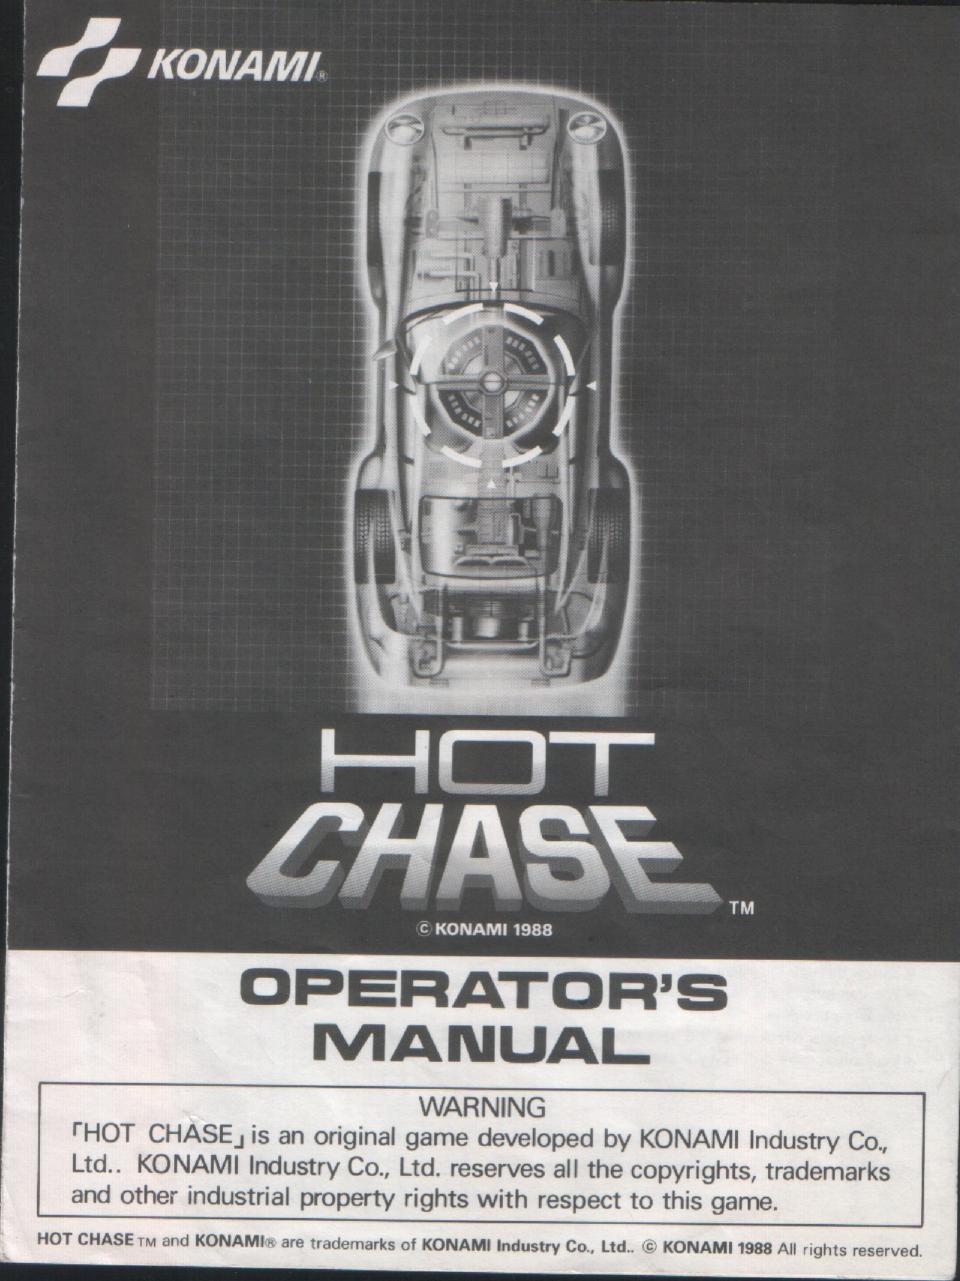 KONAMI®
HOT
CHASE TM
© KONAMI 1988
OPERATOR'S
MANUAL
WARNING
「HOT CHASE」 is an original game developed by KONAMI Industry Co.,
Ltd.. KONAMI Industry Co., Ltd. reserves all the copyrights, trademarks
and other industrial property rights with respect to this game.
HOT CHASE TM and KONAMI® are trademarks of KONAMI Industry Co., Ltd.. © KONAMI 1988 All rights reserved.